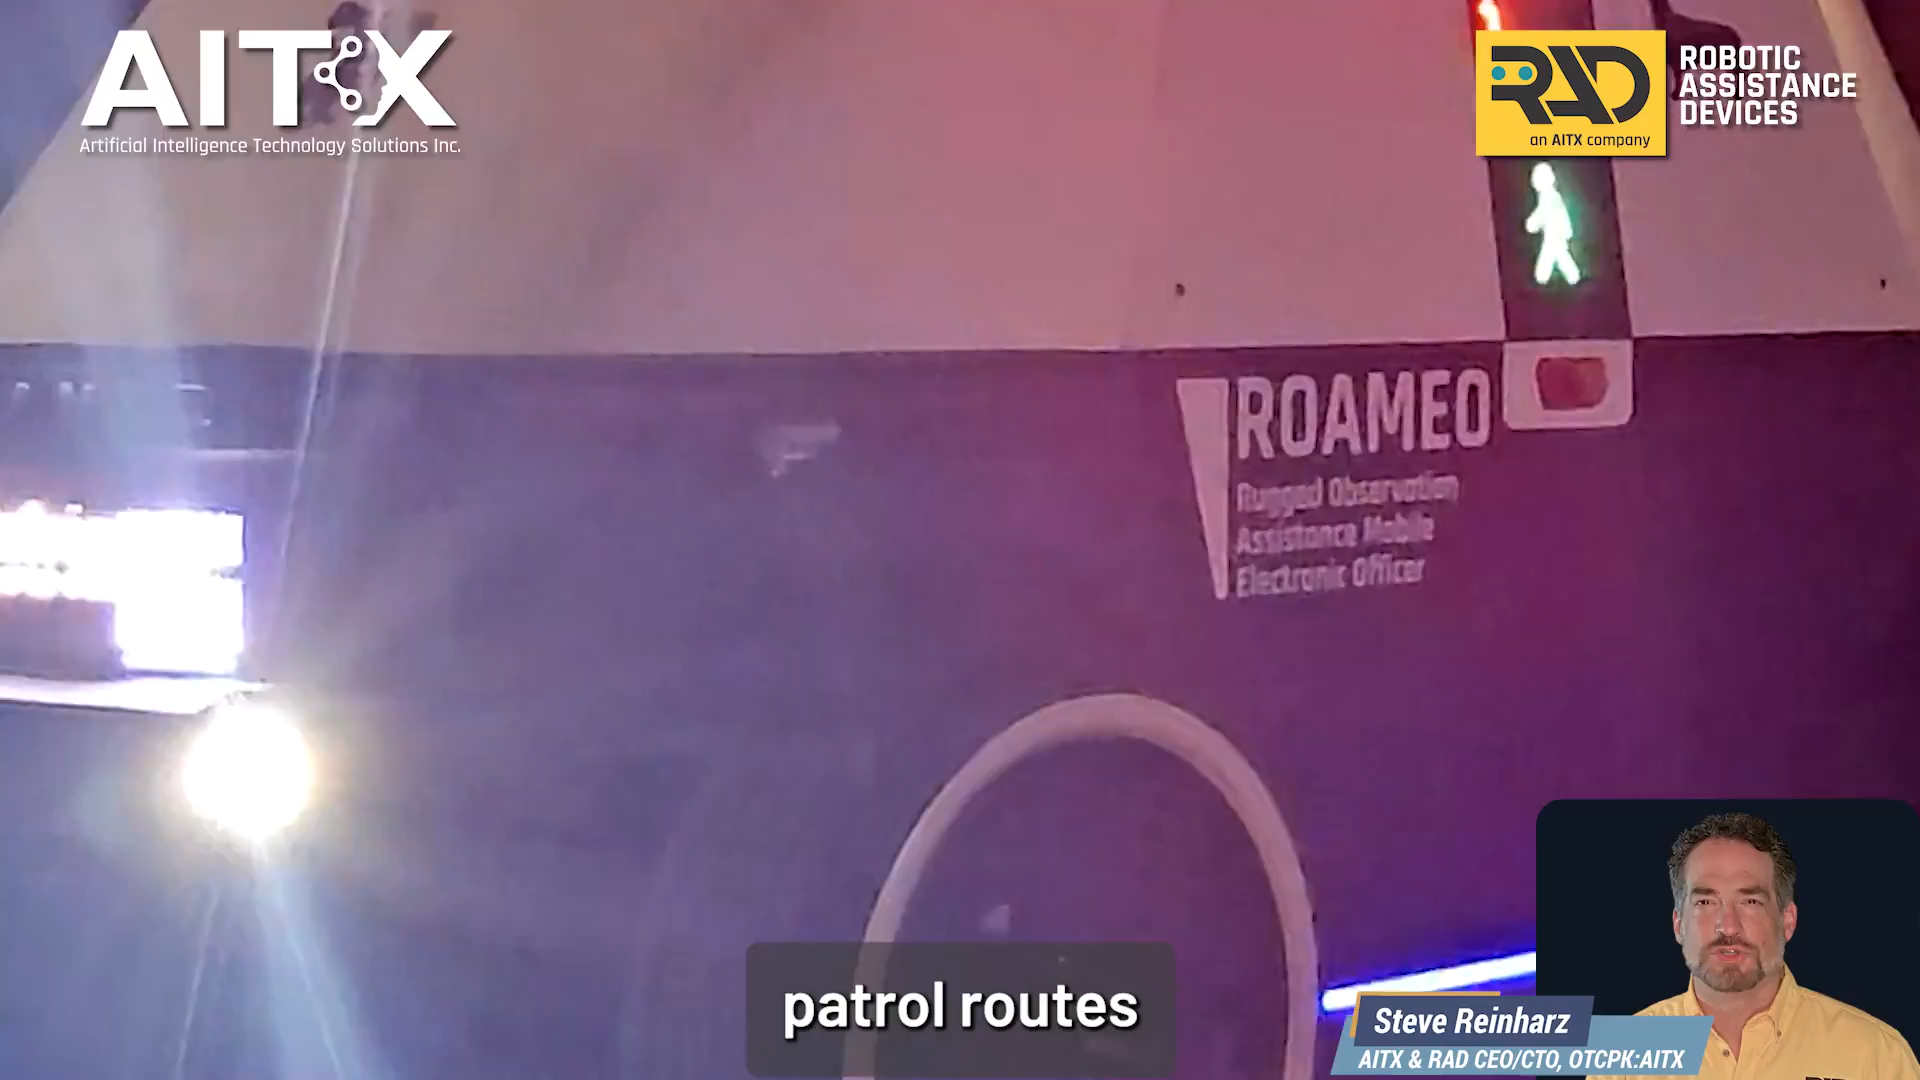 AITX
Artificial Intelligence Technology Solutions Inc.
RAD
an AITX company
ROBOTIC
ASSISTANCE
DEVICES
ROAMEO
Rugged Observation
Assistance Mobile
Electronic Officer
patrol routes
Steve Reinharz
AITX & RAD CEO/CTO, OTCPK:AITX